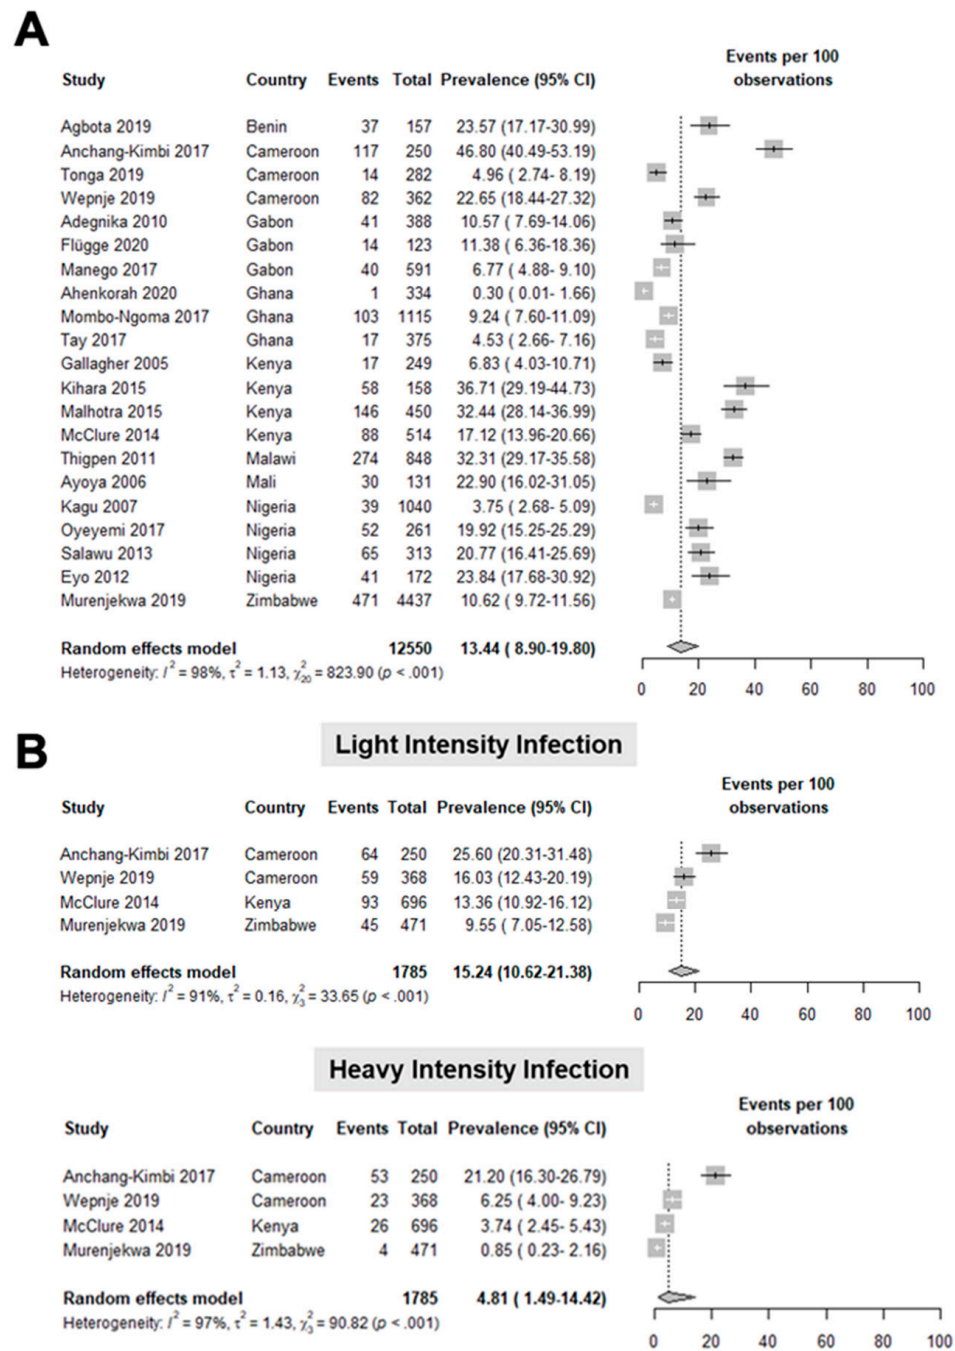 A
Events per 100
observations
Study Country Events Total Prevalence (95% CI)
Agbota 2019 Benin 37 157 23.57 (17.17-30.99)
Anchang-Kimbi 2017 Cameroon 117 250 46.80 (40.49-53.19)
Tonga 2019 Cameroon 14 282 4.96 ( 2.74- 8.19)
Wepnje 2019 Cameroon 82 362 22.65 (18.44-27.32)
Adegnika 2010 Gabon 41 388 10.57 ( 7.69-14.06)
Flügge 2020 Gabon 14 123 11.38 ( 6.36-18.36)
Manego 2017 Gabon 40 591 6.77 ( 4.88- 9.10)
Ahenkorah 2020 Ghana 1 334 0.30 ( 0.01- 1.66)
Mombo-Ngoma 2017 Ghana 103 1115 9.24 ( 7.60-11.09)
Tay 2017 Ghana 17 375 4.53 ( 2.66- 7.16)
Gallagher 2005 Kenya 17 249 6.83 ( 4.03-10.71)
Kihara 2015 Kenya 58 158 36.71 (29.19-44.73)
Malhotra 2015 Kenya 146 450 32.44 (28.14-36.99)
McClure 2014 Kenya 88 514 17.12 (13.96-20.66)
Thigpen 2011 Malawi 274 848 32.31 (29.17-35.58)
Ayoya 2006 Mali 30 131 22.90 (16.02-31.05)
Kagu 2007 Nigeria 39 1040 3.75 ( 2.68- 5.09)
Oyeyemi 2017 Nigeria 52 261 19.92 (15.25-25.29)
Salawu 2013 Nigeria 65 313 20.77 (16.41-25.69)
Eyo 2012 Nigeria 41 172 23.84 (17.68-30.92)
Murenjekwa 2019 Zimbabwe 471 4437 10.62 ( 9.72-11.56)
Random effects model 12550 13.44 ( 8.90-19.80)
Heterogeneity: I² = 98%, τ² = 1.13, χ²₂₀ = 823.90 (p < .001)
0 20 40 60 80 100
B
Light Intensity Infection
Events per 100
observations
Study Country Events Total Prevalence (95% CI)
Anchang-Kimbi 2017 Cameroon 64 250 25.60 (20.31-31.48)
Wepnje 2019 Cameroon 59 368 16.03 (12.43-20.19)
McClure 2014 Kenya 93 696 13.36 (10.92-16.12)
Murenjekwa 2019 Zimbabwe 45 471 9.55 ( 7.05-12.58)
Random effects model 1785 15.24 (10.62-21.38)
Heterogeneity: I² = 91%, τ² = 0.16, χ²₃ = 33.65 (p < .001)
0 20 40 60 80 100
Heavy Intensity Infection
Events per 100
observations
Study Country Events Total Prevalence (95% CI)
Anchang-Kimbi 2017 Cameroon 53 250 21.20 (16.30-26.79)
Wepnje 2019 Cameroon 23 368 6.25 ( 4.00- 9.23)
McClure 2014 Kenya 26 696 3.74 ( 2.45- 5.43)
Murenjekwa 2019 Zimbabwe 4 471 0.85 ( 0.23- 2.16)
Random effects model 1785 4.81 ( 1.49-14.42)
Heterogeneity: I² = 97%, τ² = 1.43, χ²₃ = 90.82 (p < .001)
0 20 40 60 80 100